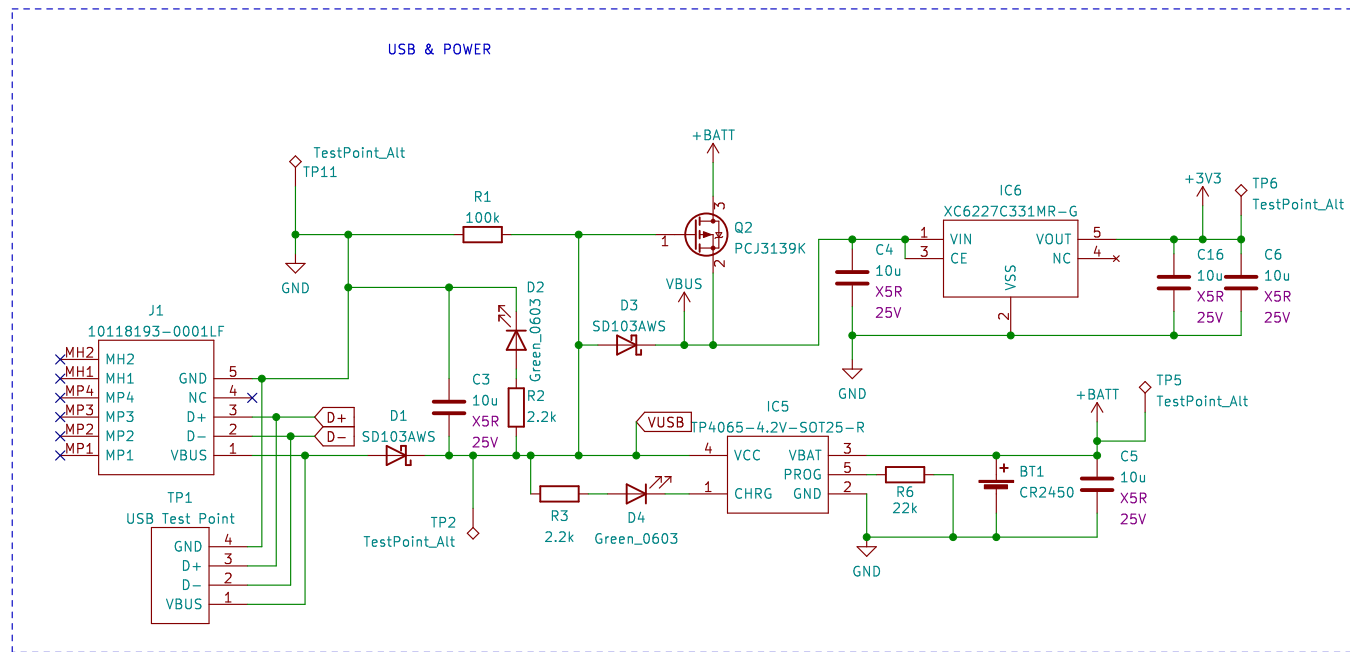 USB & POWER
TestPoint_Alt
TP11
GND
R1
100k
+BATT
3
1
2
Q2
PCJ3139K
VBUS
D3
SD103AWS
D2
Green_0603
R2
2.2k
C3
10u
X5R
25V
J1
10118193-0001LF
MH2 MH2
MH1 MH1
MP4 MP4
MP3 MP3
MP2 MP2
MP1 MP1
GND 5
NC 4
D+ 3
D- 2
VBUS 1
D+
D-
D1
SD103AWS
TP1
USB Test Point
GND 4
D+ 3
D- 2
VBUS 1
TP2
TestPoint_Alt
R3
2.2k
D4
Green_0603
VUSB
IC5
TP4065-4.2V-SOT25-R
4 VCC VBAT 3
PROG 5
1 CHRG GND 2
R6
22k
GND
BT1
CR2450
+
+BATT
TP5
TestPoint_Alt
C5
10u
X5R
25V
C4
10u
X5R
25V
GND
IC6
XC6227C331MR-G
1 VIN VOUT 5
3 CE NC 4
VSS
2
+3V3
TP6
TestPoint_Alt
C16
10u
X5R
25V
C6
10u
X5R
25V